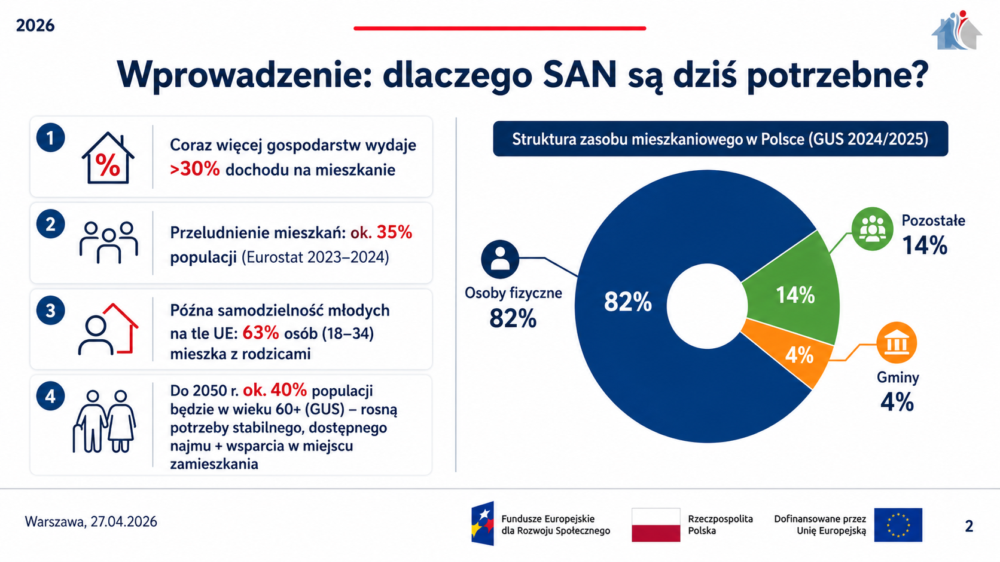 2026
Wprowadzenie: dlaczego SAN są dziś potrzebne?
1
%
Coraz więcej gospodarstw wydaje
>30% dochodu na mieszkanie
2
Przeludnienie mieszkań: ok. 35%
populacji (Eurostat 2023–2024)
3
Późna samodzielność młodych
na tle UE: 63% osób (18–34)
mieszka z rodzicami
4
Do 2050 r. ok. 40% populacji
będzie w wieku 60+ (GUS) – rosną
potrzeby stabilnego, dostępnego
najmu + wsparcia w miejscu
zamieszkania
Struktura zasobu mieszkaniowego w Polsce (GUS 2024/2025)
Osoby fizyczne
82%
82%
14%
4%
Pozostałe
14%
Gminy
4%
Warszawa, 27.04.2026
Fundusze Europejskie
dla Rozwoju Społecznego
Rzeczpospolita
Polska
Dofinansowane przez
Unię Europejską
2